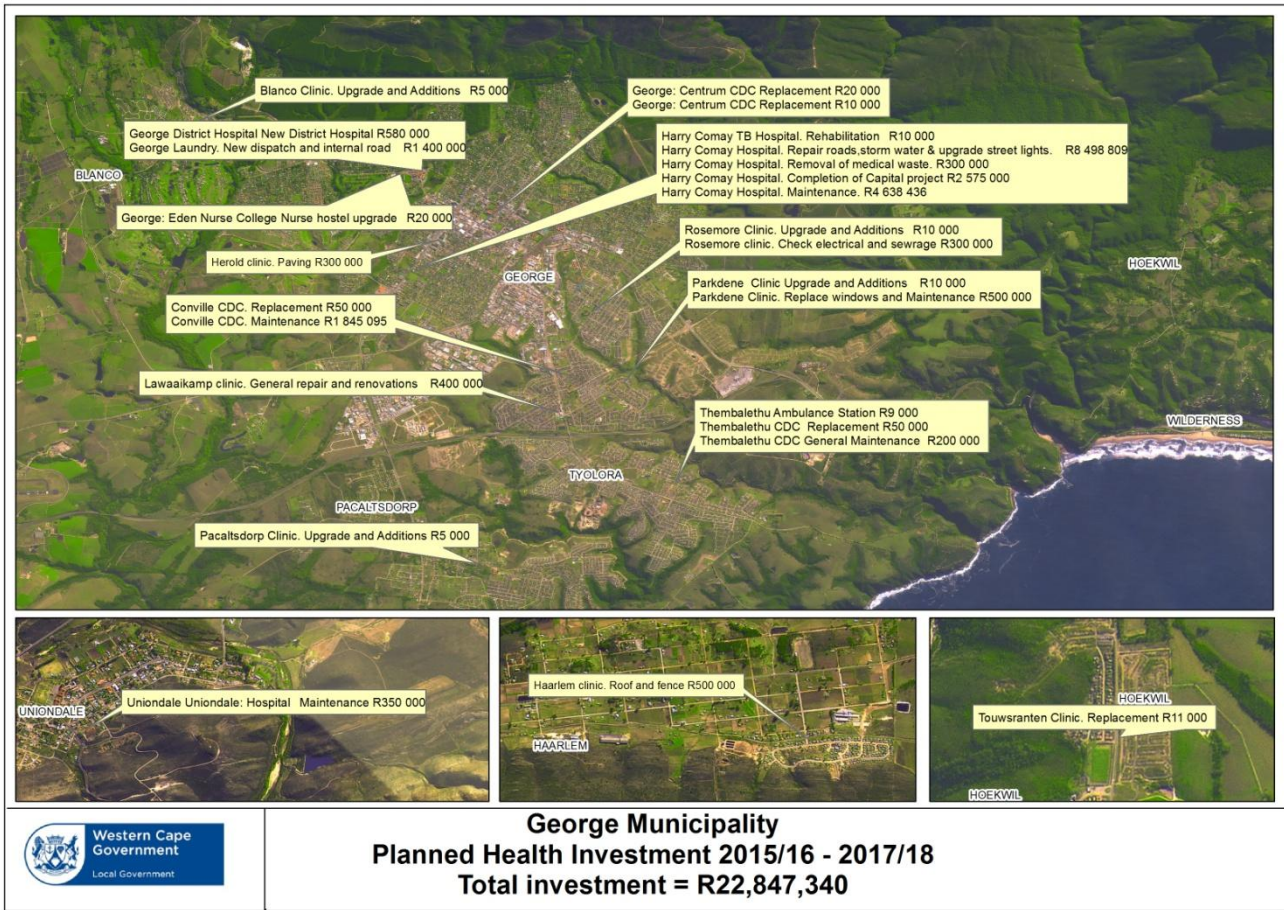 Blanco Clinic. Upgrade and Additions R5 000
George: Centrum CDC Replacement R20 000
George: Centrum CDC Replacement R10 000
George District Hospital New District Hospital R580 000
George Laundry. New dispatch and internal road R1 400 000
Harry Comay TB Hospital. Rehabilitation R10 000
Harry Comay Hospital. Repair roads,storm water & upgrade street lights. R8 498 809
Harry Comay Hospital. Removal of medical waste. R300 000
Harry Comay Hospital. Completion of Capital project R2 575 000
Harry Comay Hospital. Maintenance. R4 638 436
BLANCO
George: Eden Nurse College Nurse hostel upgrade R20 000
Rosemore Clinic. Upgrade and Additions R10 000
Rosemore clinic. Check electrical and sewrage R300 000
Herold clinic. Paving R300 000
GEORGE
HOEKWIL
Parkdene Clinic Upgrade and Additions R10 000
Parkdene Clinic. Replace windows and Maintenance R500 000
Conville CDC. Replacement R50 000
Conville CDC. Maintenance R1 845 095
Lawaaikamp clinic. General repair and renovations R400 000
Thembalethu Ambulance Station R9 000
Thembalethu CDC Replacement R50 000
Thembalethu CDC General Maintenance R200 000
WILDERNESS
TYOLORA
PACALTSDORP
Pacaltsdorp Clinic. Upgrade and Additions R5 000
UNIONDALE
Uniondale Uniondale: Hospital Maintenance R350 000
Haarlem clinic. Roof and fence R500 000
HAARLEM
HOEKWIL
Touwsranten Clinic. Replacement R11 000
HOEKWIL
Western Cape
Government
Local Government
George Municipality
Planned Health Investment 2015/16 - 2017/18
Total investment = R22,847,340